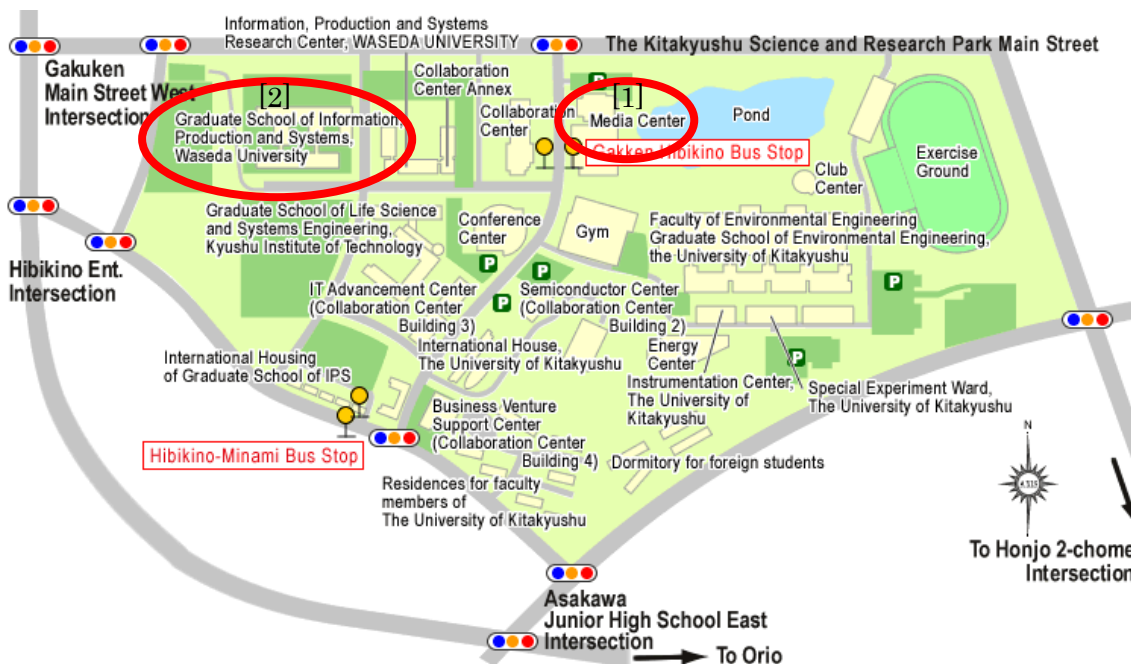 Information, Production and Systems
Research Center, WASEDA UNIVERSITY
The Kitakyushu Science and Research Park Main Street
Gakuken
Main Street West
Intersection
[2]
Graduate School of Information,
Production and Systems,
Waseda University
Collaboration
Center Annex
Collaboration
Center
P
[1]
Media Center
Pond
Gakken Hibikino Bus Stop
Club
Center
Exercise
Ground
Hibikino Ent.
Intersection
Graduate School of Life Science
and Systems Engineering,
Kyushu Institute of Technology
Conference
Center
P
Gym
Faculty of Environmental Engineering
Graduate School of Environmental Engineering,
the University of Kitakyushu
P
IT Advancement Center
(Collaboration Center
Building 3)
P
P
Semiconductor Center
(Collaboration Center
Building 2)
International House,
The University of Kitakyushu
Energy
Center
P
Instrumentation Center,
The University of
Kitakyushu
Special Experiment Ward,
The University of Kitakyushu
International Housing
of Graduate School of IPS
Business Venture
Support Center
(Collaboration Center
Building 4)
Hibikino-Minami Bus Stop
Dormitory for foreign students
Residences for faculty
members of
The University of Kitakyushu
N
To Honjo 2-chome
Intersection
Asakawa
Junior High School East
Intersection
To Orio